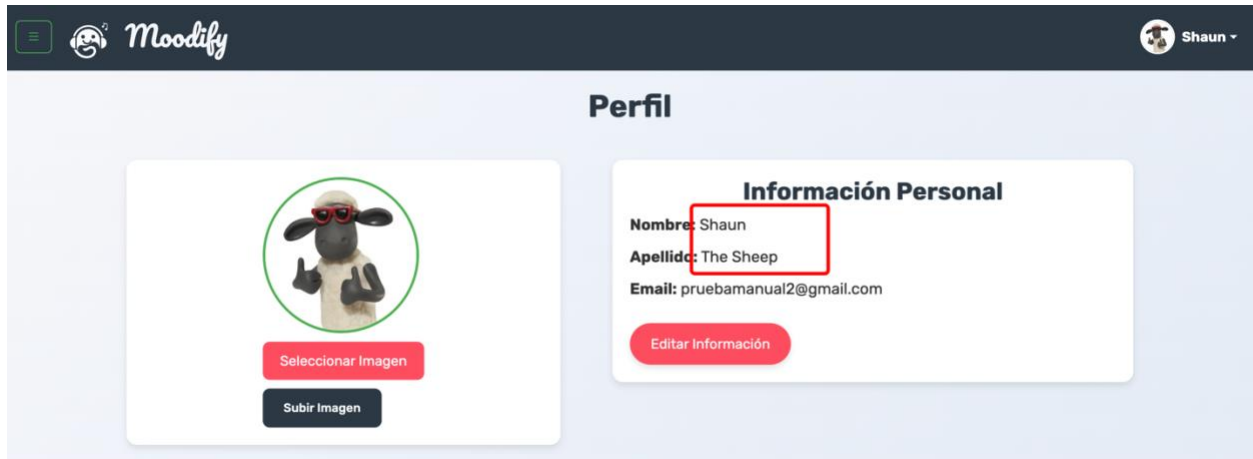 Moodify
Shaun
Perfil
Seleccionar Imagen
Subir Imagen
Información Personal
Nombre: Shaun
Apellido: The Sheep
Email: pruebamanual2@gmail.com
Editar Información